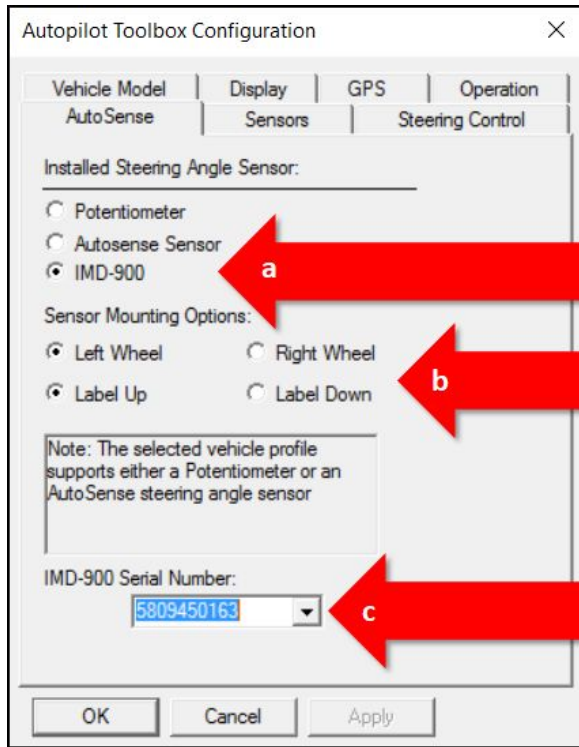 Autopilot Toolbox Configuration
Vehicle Model Display GPS Operation
AutoSense Sensors Steering Control
Installed Steering Angle Sensor:
Potentiometer
Autosense Sensor
IMD-900
a
Sensor Mounting Options:
Left Wheel Right Wheel
b
Label Up Label Down
Note: The selected vehicle profile
supports either a Potentiometer or an
AutoSense steering angle sensor
IMD-900 Serial Number:
5809450163
c
OK Cancel Apply